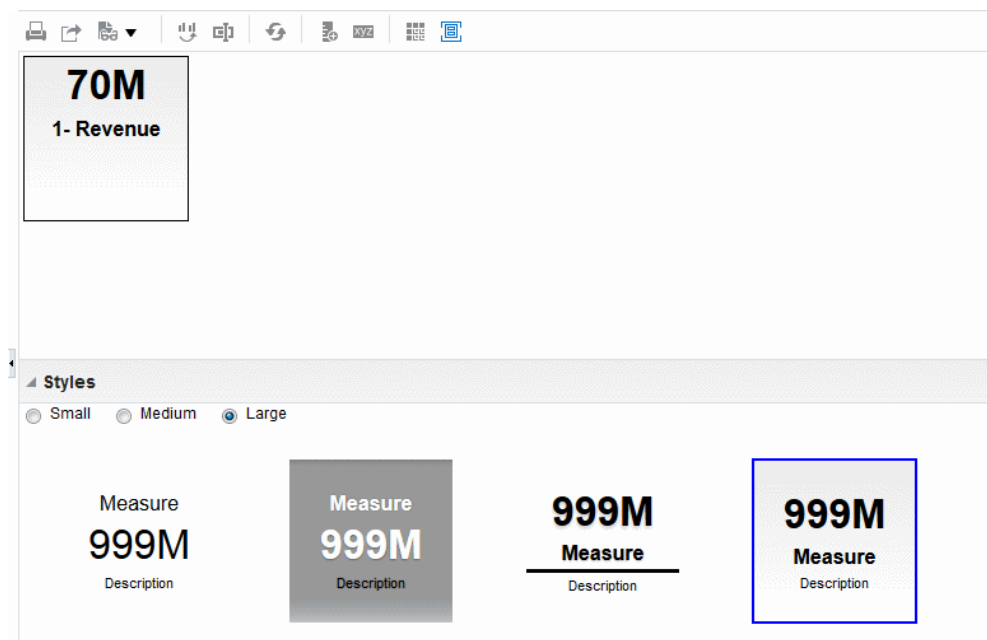 xyz
70M
1- Revenue
Styles
Small Medium Large
Measure
999M
Description
Measure
999M
Description
999M
Measure
Description
999M
Measure
Description